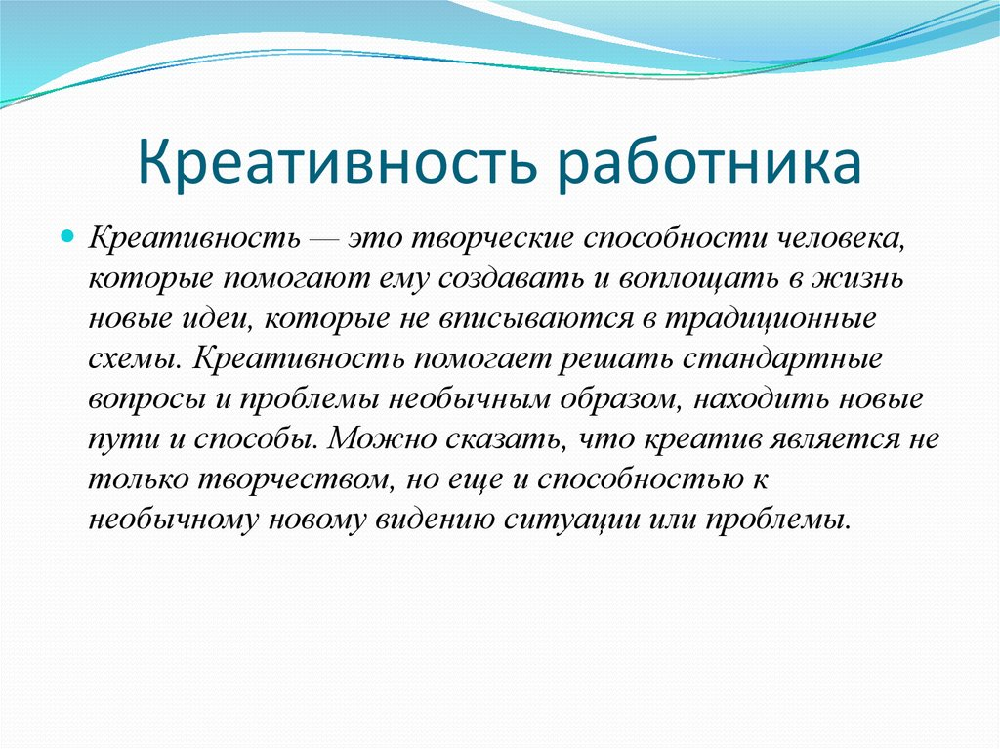 Креативность работника
• Креативность — это творческие способности человека,
которые помогают ему создавать и воплощать в жизнь
новые идеи, которые не вписываются в традиционные
схемы. Креативность помогает решать стандартные
вопросы и проблемы необычным образом, находить новые
пути и способы. Можно сказать, что креатив является не
только творчеством, но еще и способностью к
необычному новому видению ситуации или проблемы.